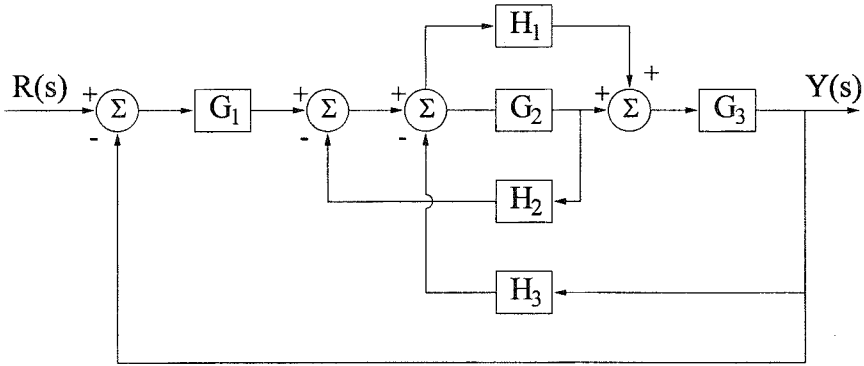 H₁
R(s) + Σ G₁ + Σ + Σ G₂ + Σ + G₃ Y(s)
- - -
H₂
H₃